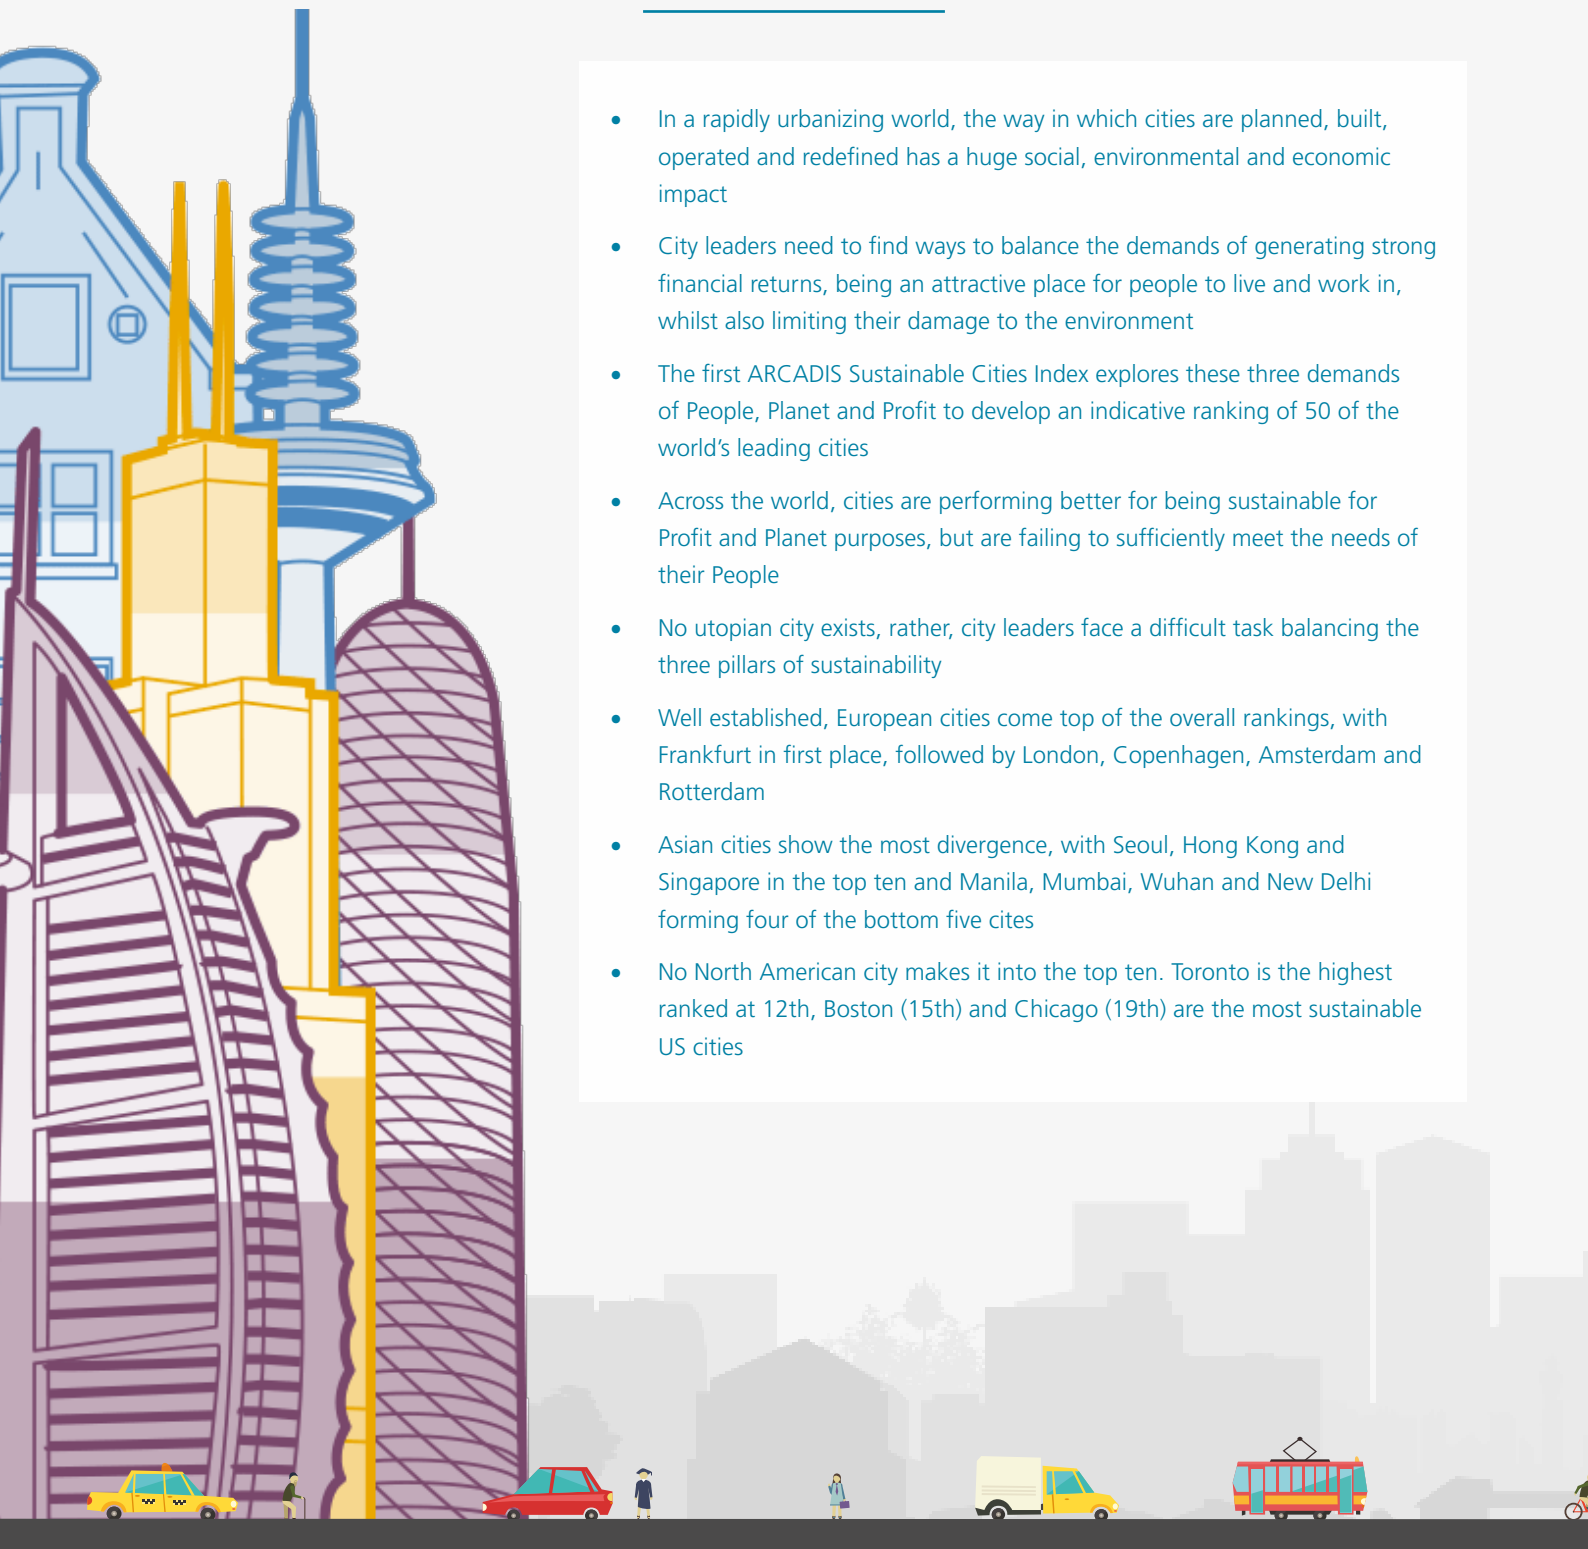 • In a rapidly urbanizing world, the way in which cities are planned, built,
operated and redefined has a huge social, environmental and economic
impact
• City leaders need to find ways to balance the demands of generating strong
financial returns, being an attractive place for people to live and work in,
whilst also limiting their damage to the environment
• The first ARCADIS Sustainable Cities Index explores these three demands
of People, Planet and Profit to develop an indicative ranking of 50 of the
world's leading cities
• Across the world, cities are performing better for being sustainable for
Profit and Planet purposes, but are failing to sufficiently meet the needs of
their People
• No utopian city exists, rather, city leaders face a difficult task balancing the
three pillars of sustainability
• Well established, European cities come top of the overall rankings, with
Frankfurt in first place, followed by London, Copenhagen, Amsterdam and
Rotterdam
• Asian cities show the most divergence, with Seoul, Hong Kong and
Singapore in the top ten and Manila, Mumbai, Wuhan and New Delhi
forming four of the bottom five cites
• No North American city makes it into the top ten. Toronto is the highest
ranked at 12th, Boston (15th) and Chicago (19th) are the most sustainable
US cities